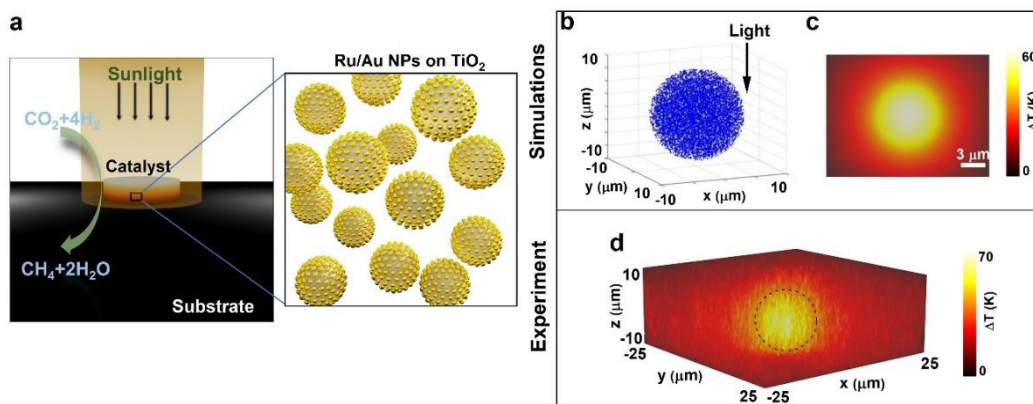 a
Sunlight
CO2+4H2
Catalyst
CH4+2H2O
Substrate
Ru/Au NPs on TiO2
Simulations
b
Light
10
z (μm)
-10
-10
y (μm)
10
-10
x (μm)
10
c
3 μm
60
ΔT (K)
0
Experiment
d
10
z (μm)
-10
-25
y (μm)
25
-25
x (μm)
25
70
ΔT (K)
0